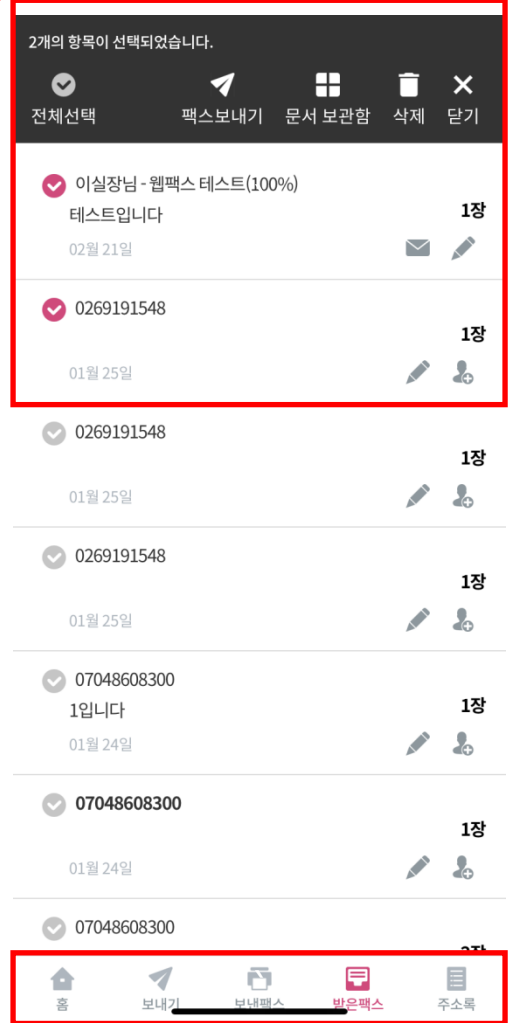 2개의 항목이 선택되었습니다.
전체선택 팩스보내기 문서 보관함 삭제 닫기
이실장님 - 웹팩스 테스트(100%)
테스트입니다
1장
02월 21일
0269191548
1장
01월 25일
0269191548
1장
01월 25일
0269191548
1장
01월 25일
07048608300
1입니다
1장
01월 24일
07048608300
1장
01월 24일
07048608300
홈 보내기 보낸팩스 받은팩스 주소록